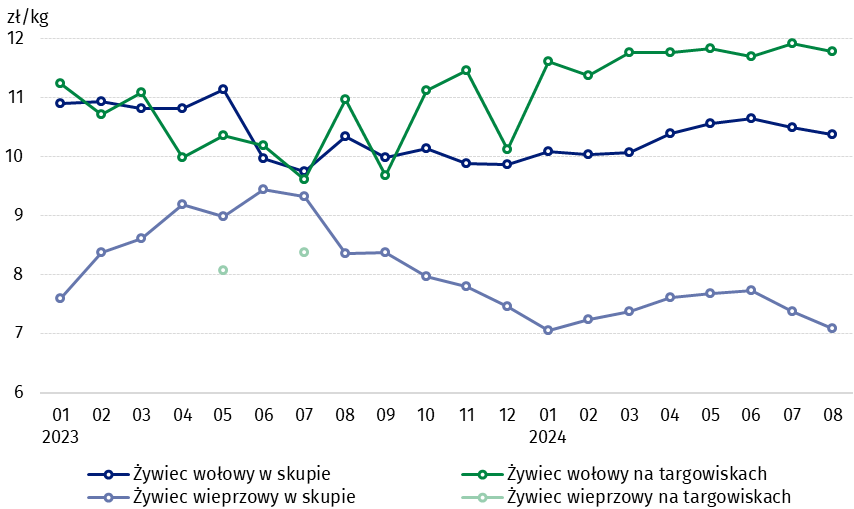 zł/kg
12
11
10
9
8
7
6
01 02 03 04 05 06 07 08 09 10 11 12 01 02 03 04 05 06 07 08
2023 2024
Żywiec wołowy w skupie Żywiec wołowy na targowiskach
Żywiec wieprzowy w skupie Żywiec wieprzowy na targowiskach